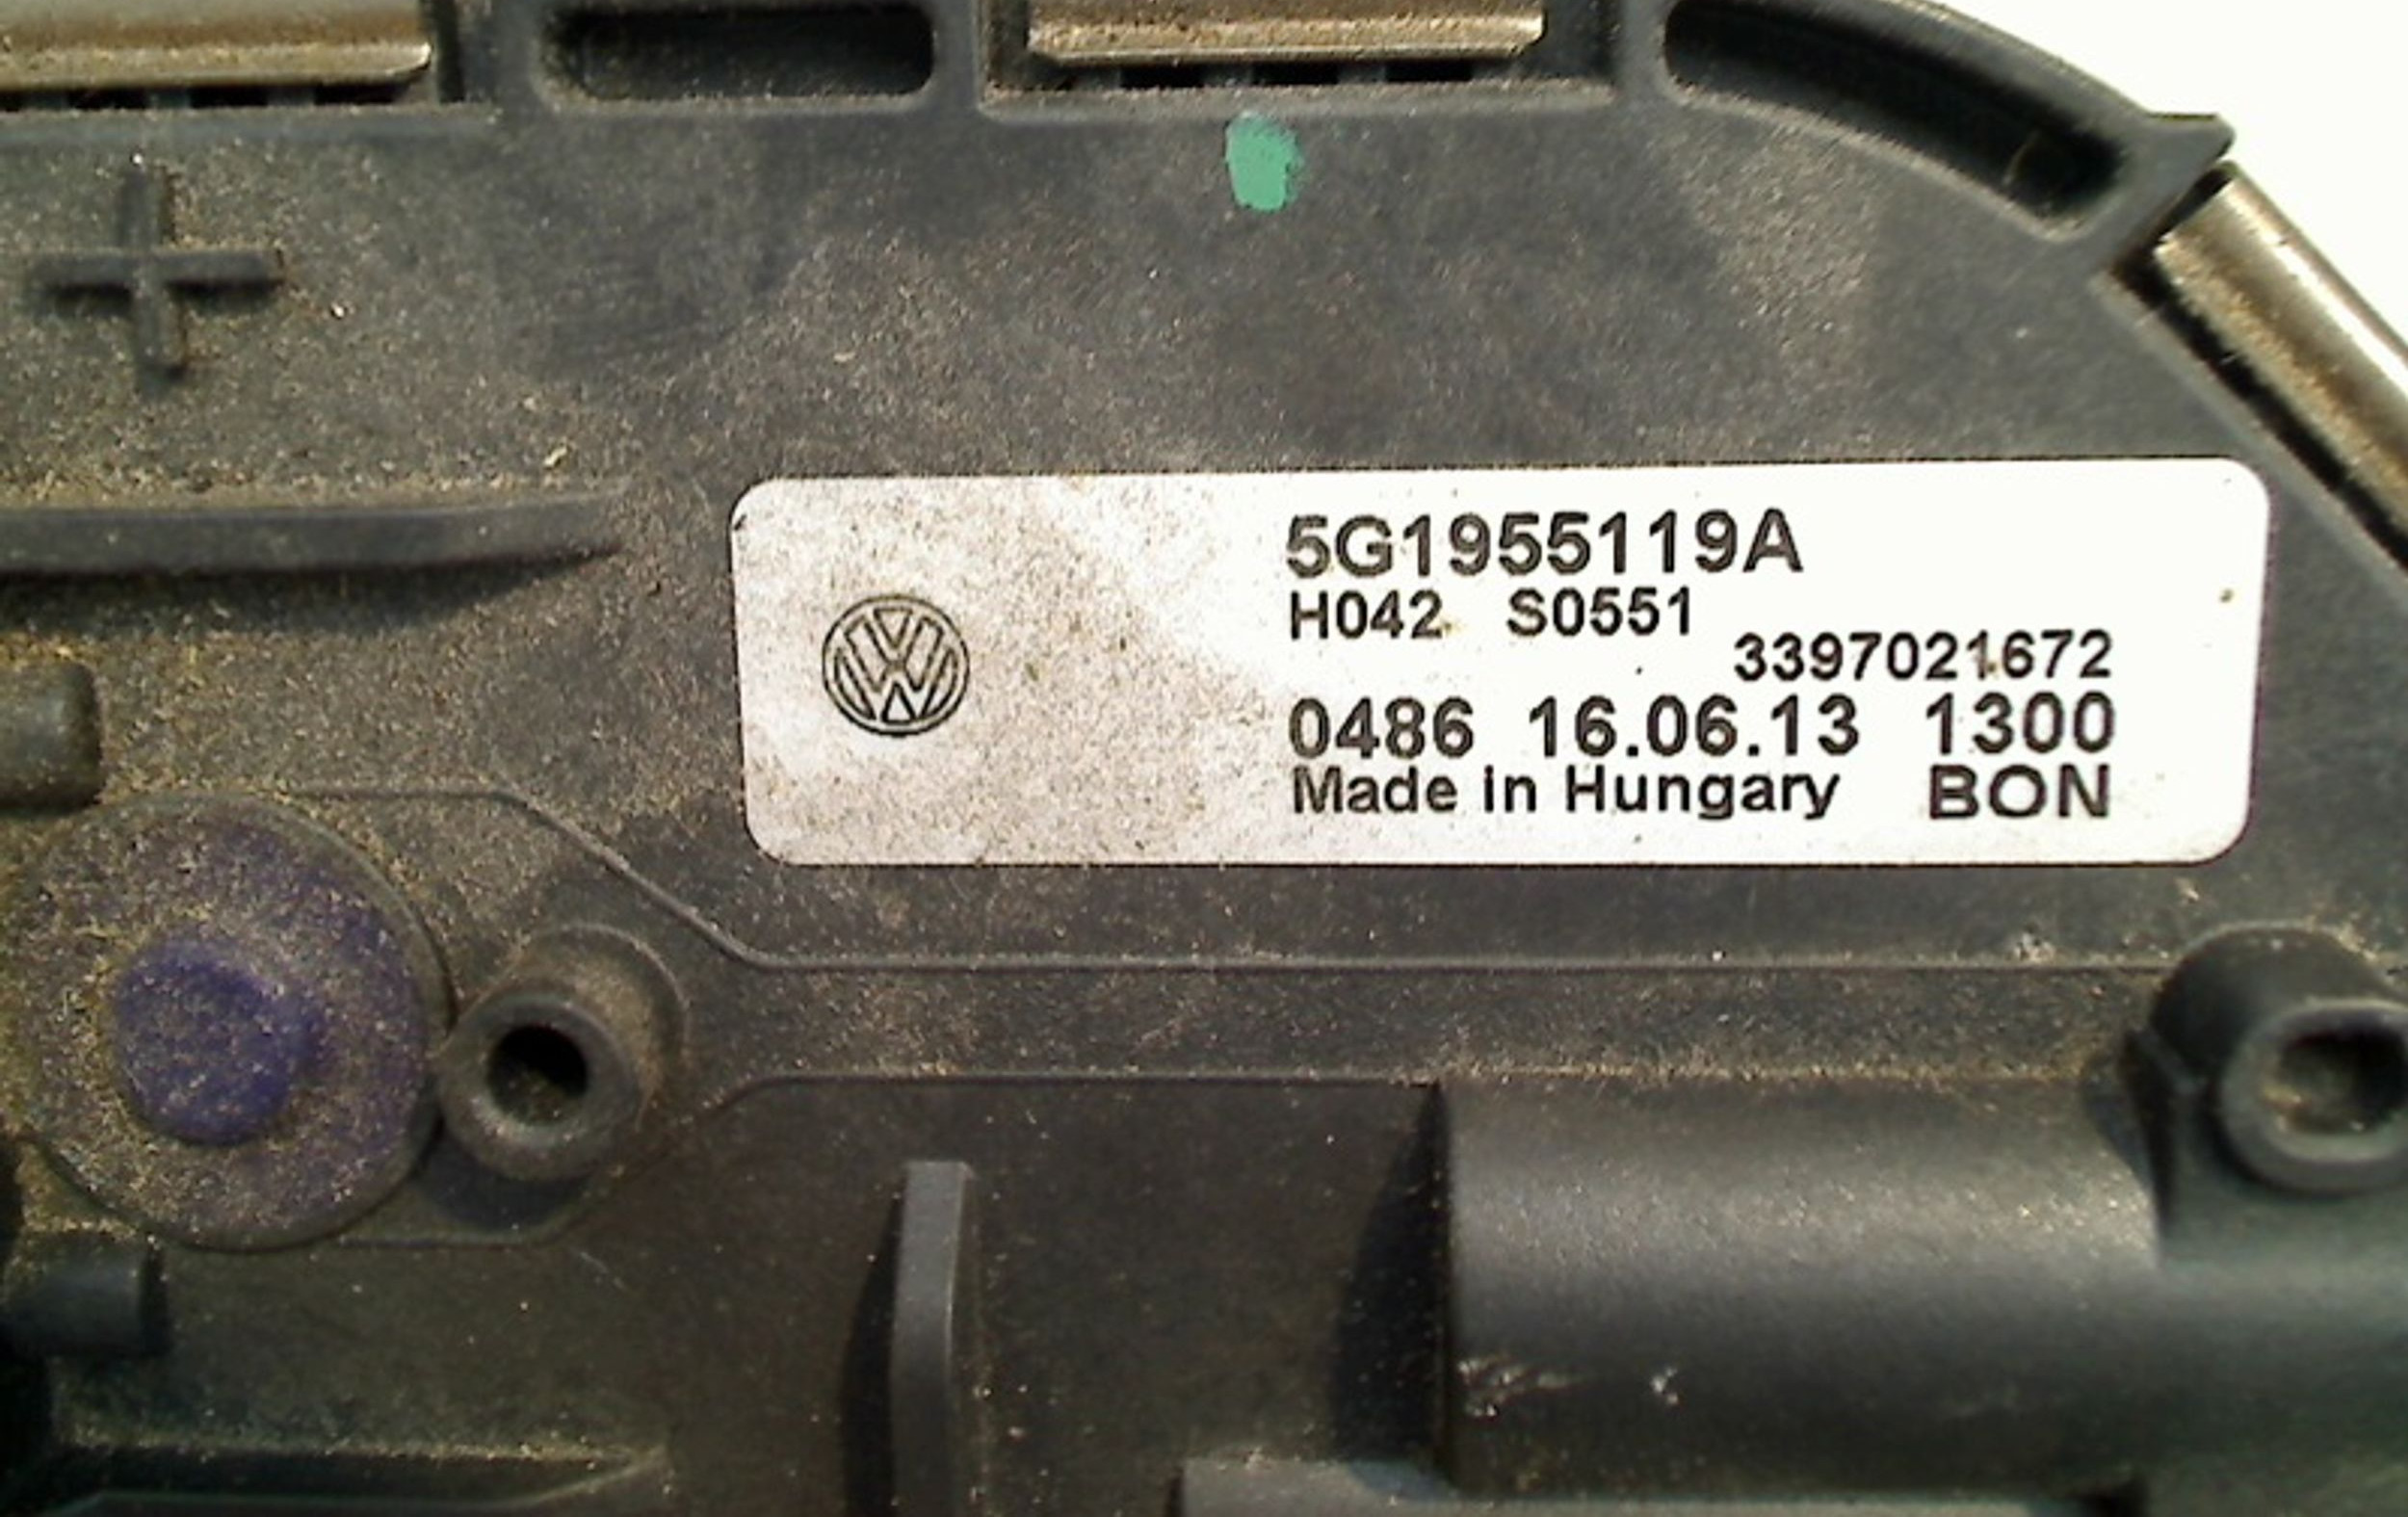 5G1955119A
H042 S0551
3397021672
0486 16.06.13 1300
Made in Hungary BON